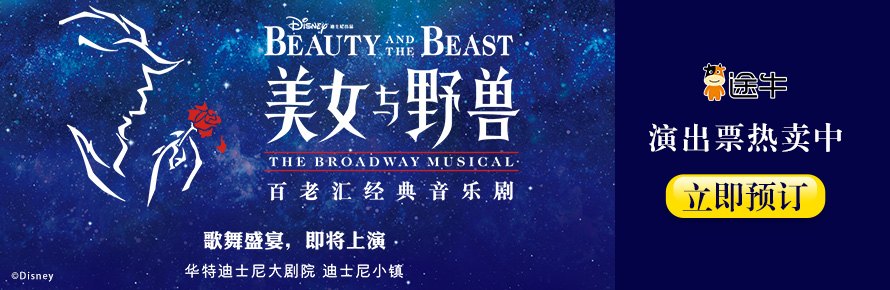 Disney 迪士尼出品
BEAUTY AND THE BEAST
美女与野兽
THE BROADWAY MUSICAL
百老汇经典音乐剧
歌舞盛宴，即将上演
华特迪士尼大剧院 迪士尼小镇
©Disney
途牛
演出票热卖中
立即预订